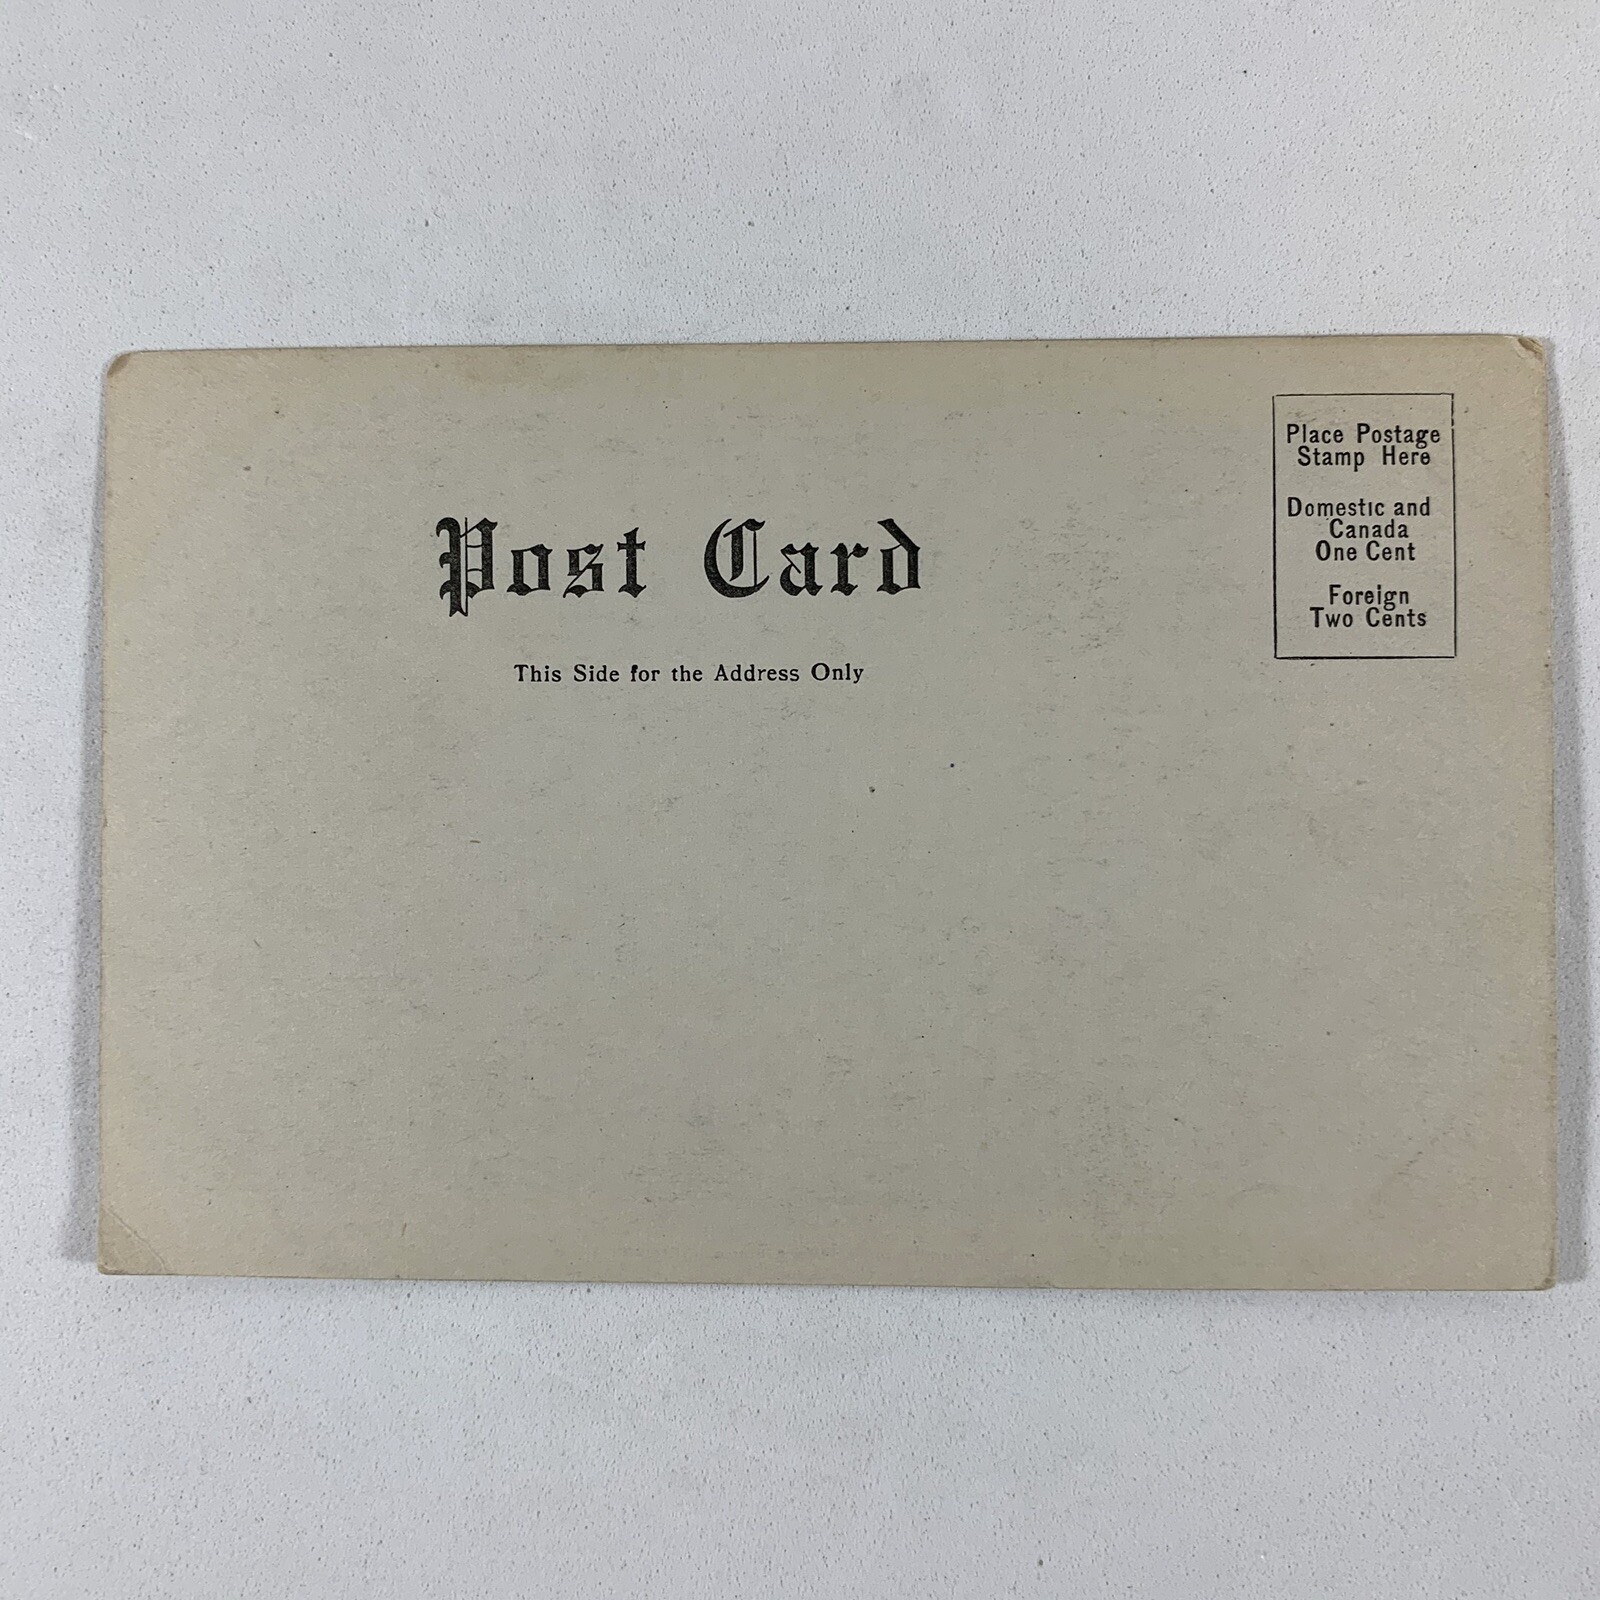 Post Card
This Side for the Address Only
Place Postage
Stamp Here
Domestic and
Canada
One Cent
Foreign
Two Cents